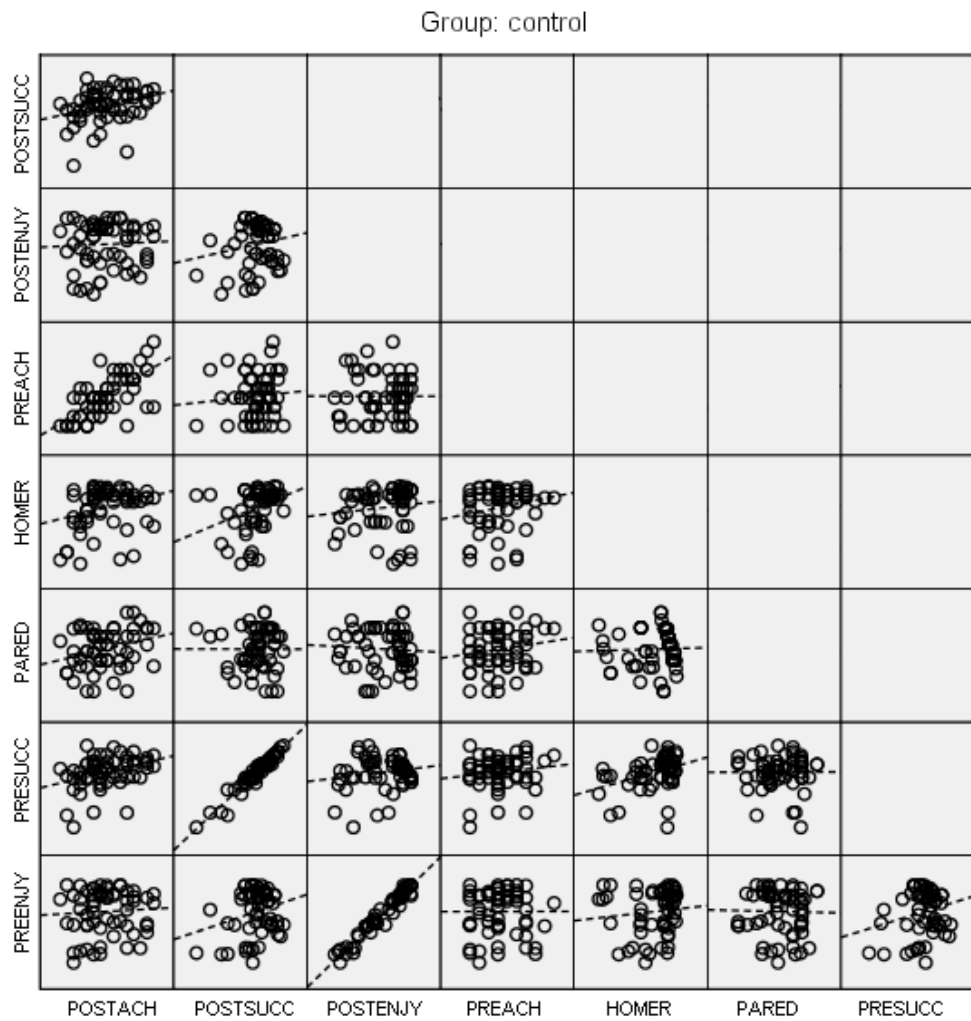 Group: control
POSTSUCC
POSTENJY
PREACH
HOMER
PARED
PRESUCC
PREENJY
POSTACH POSTSUCC POSTENJY PREACH HOMER PARED PRESUCC